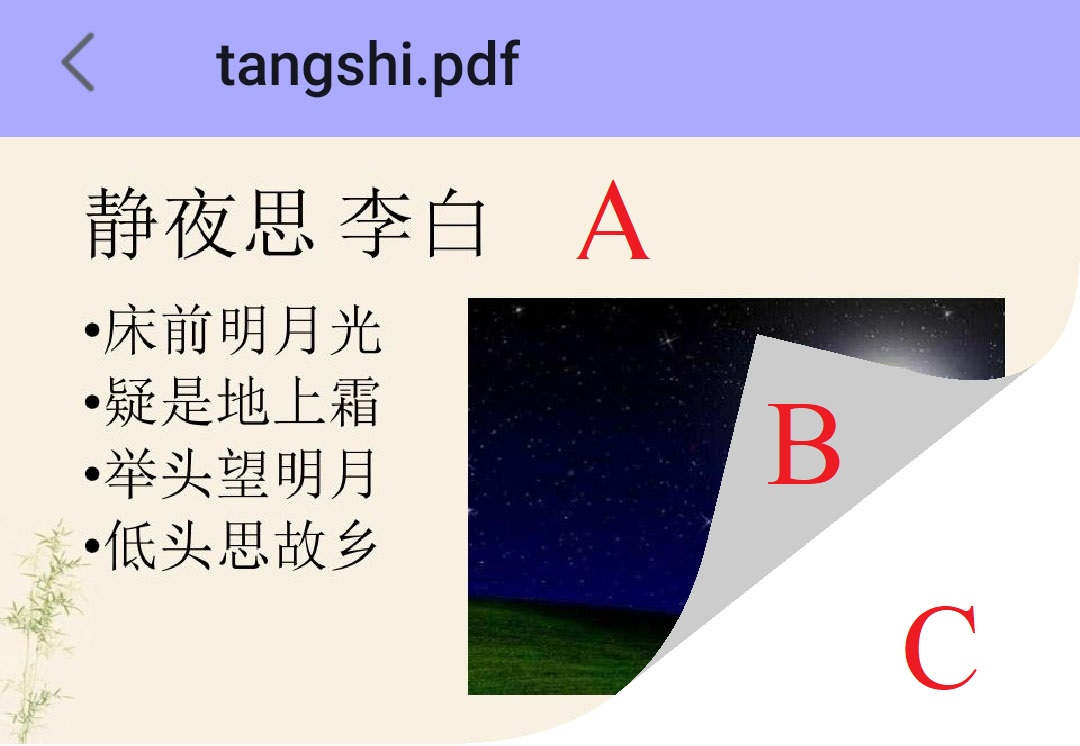 tangshi.pdf
静夜思 李白 A
•床前明月光
•疑是地上霜
•举头望明月
•低头思故乡
B
C